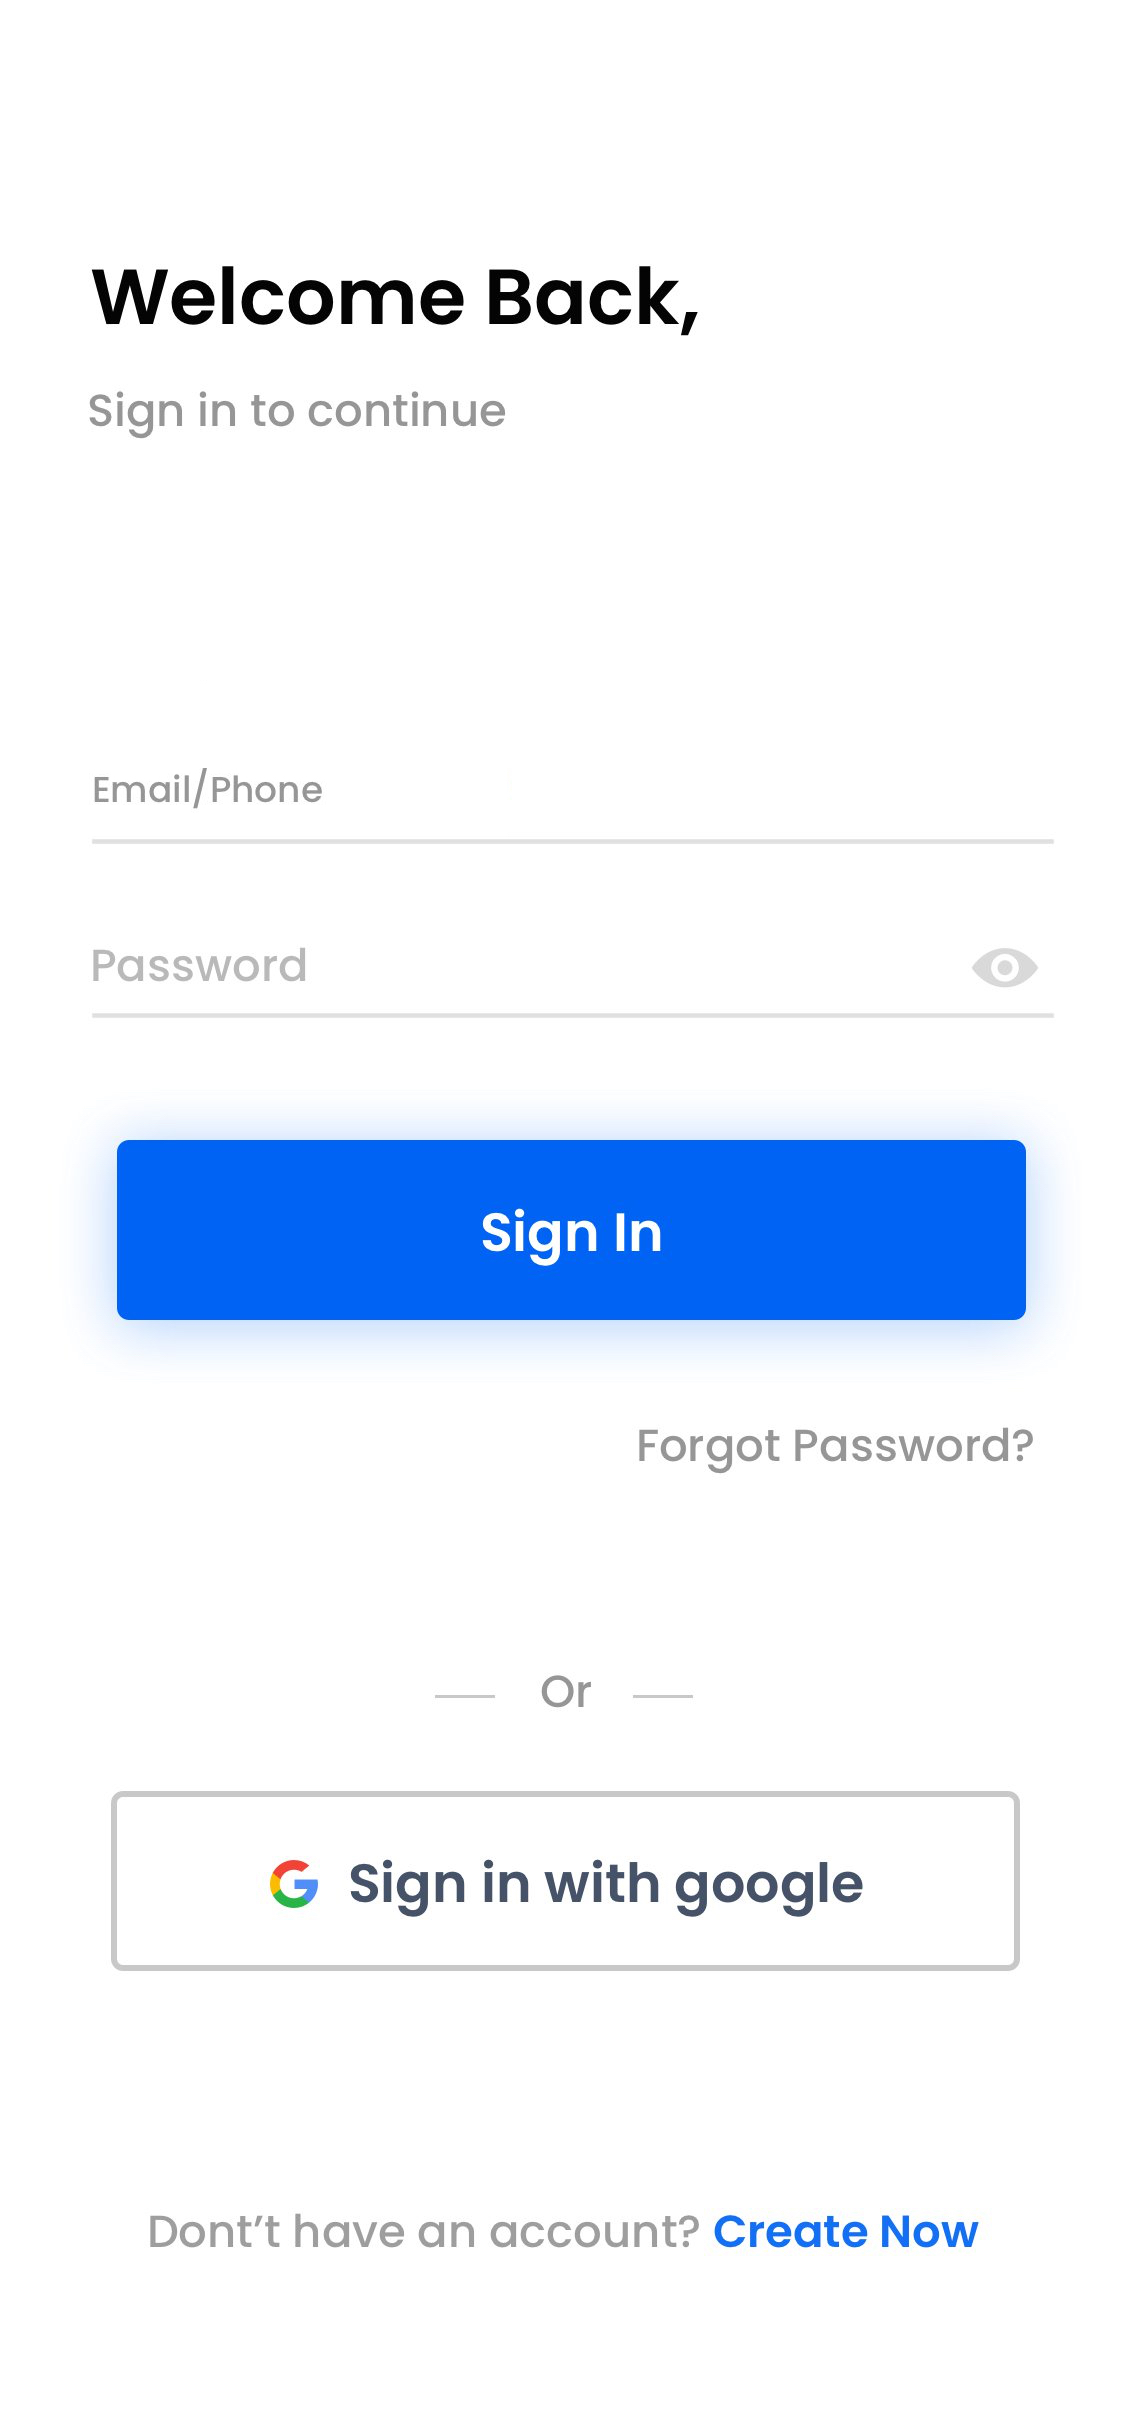 Welcome Back,
Sign in to continue
Email/Phone
Password
Sign In
Forgot Password?
Or
Sign in with google
Dont’t have an account? Create Now